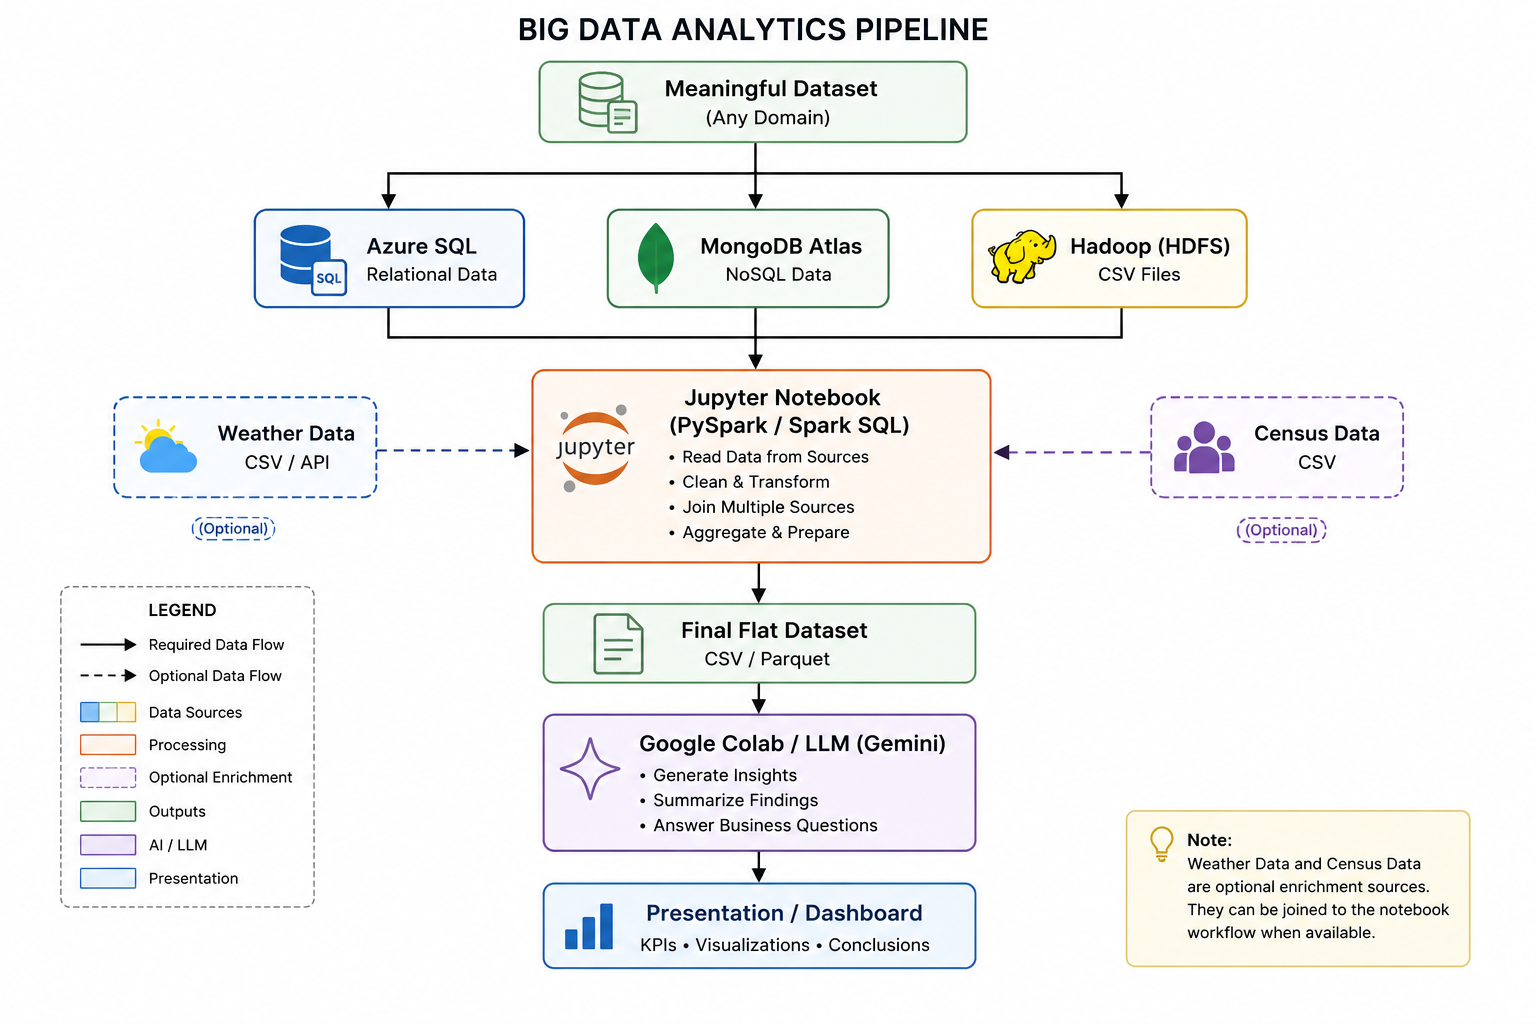 BIG DATA ANALYTICS PIPELINE
Meaningful Dataset
(Any Domain)
Azure SQL
Relational Data
SQL
MongoDB Atlas
NoSQL Data
Hadoop (HDFS)
CSV Files
Weather Data
CSV / API
(Optional)
jupyter
Jupyter Notebook
(PySpark / Spark SQL)
• Read Data from Sources
• Clean & Transform
• Join Multiple Sources
• Aggregate & Prepare
Census Data
CSV
(Optional)
Final Flat Dataset
CSV / Parquet
Google Colab / LLM (Gemini)
• Generate Insights
• Summarize Findings
• Answer Business Questions
Presentation / Dashboard
KPIs • Visualizations • Conclusions
LEGEND
Required Data Flow
Optional Data Flow
Data Sources
Processing
Optional Enrichment
Outputs
AI / LLM
Presentation
Note:
Weather Data and Census Data
are optional enrichment sources.
They can be joined to the notebook
workflow when available.